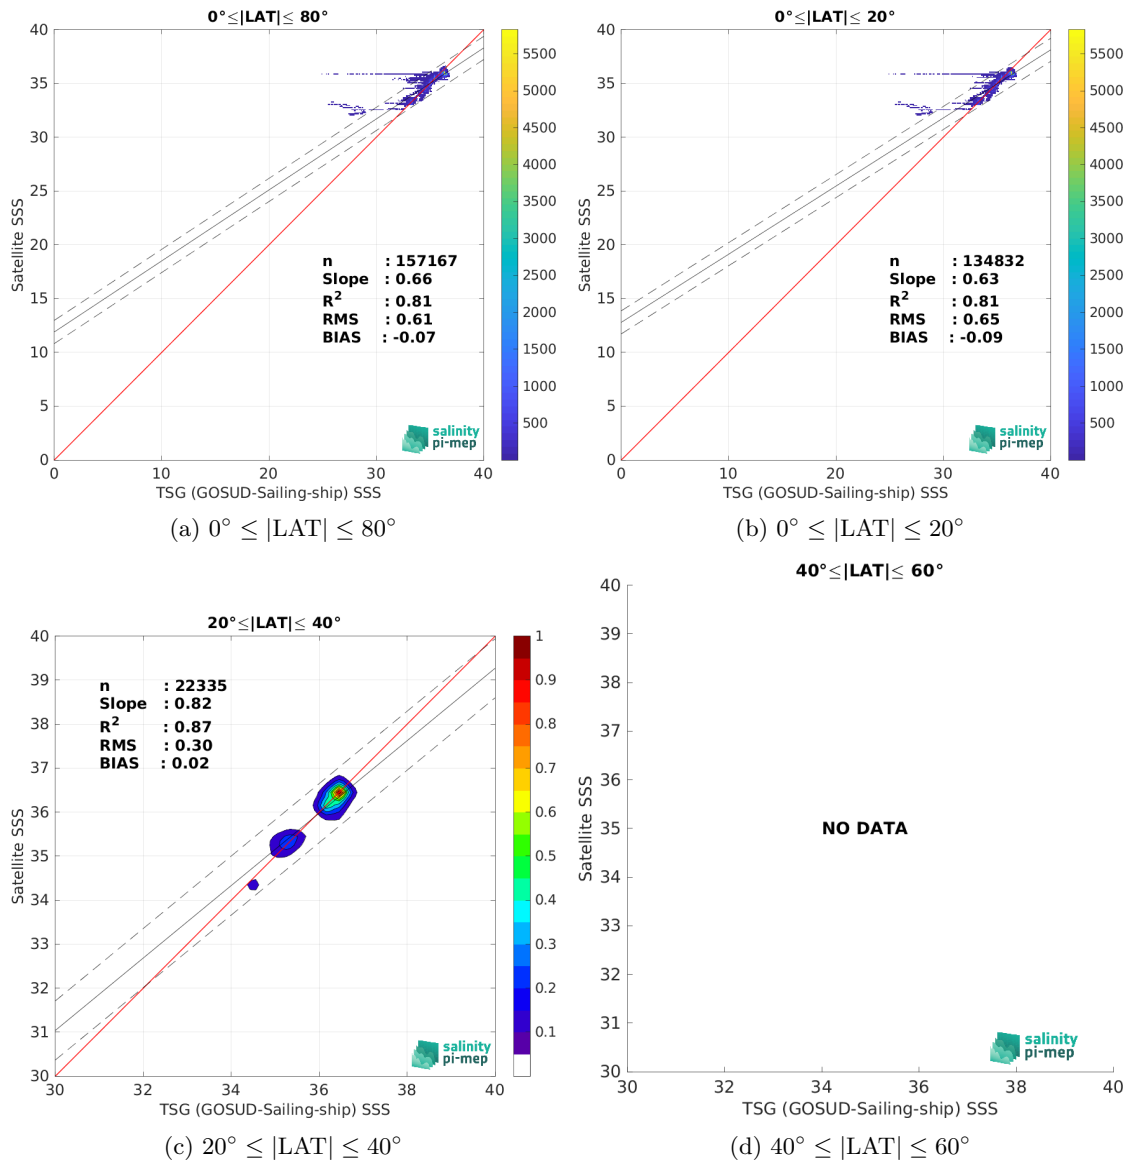 0°≤|LAT|≤ 80°
40
35
30
25
20
15
10
5
0
Satellite SSS
n : 157167
Slope : 0.66
R² : 0.81
RMS : 0.61
BIAS : -0.07
salinity
pi-mep
0 10 20 30 40
TSG (GOSUD-Sailing-ship) SSS
5500
5000
4500
4000
3500
3000
2500
2000
1500
1000
500
(a) 0° ≤ |LAT| ≤ 80°
0°≤|LAT|≤ 20°
40
35
30
25
20
15
10
5
0
Satellite SSS
n : 134832
Slope : 0.63
R² : 0.81
RMS : 0.65
BIAS : -0.09
salinity
pi-mep
0 10 20 30 40
TSG (GOSUD-Sailing-ship) SSS
5500
5000
4500
4000
3500
3000
2500
2000
1500
1000
500
(b) 0° ≤ |LAT| ≤ 20°
20°≤|LAT|≤ 40°
40
39
38
37
36
35
34
33
32
31
30
Satellite SSS
n : 22335
Slope : 0.82
R² : 0.87
RMS : 0.30
BIAS : 0.02
salinity
pi-mep
30 32 34 36 38 40
TSG (GOSUD-Sailing-ship) SSS
1
0.9
0.8
0.7
0.6
0.5
0.4
0.3
0.2
0.1
(c) 20° ≤ |LAT| ≤ 40°
40°≤|LAT|≤ 60°
40
39
38
37
36
35
34
33
32
31
30
Satellite SSS
NO DATA
salinity
pi-mep
30 32 34 36 38 40
TSG (GOSUD-Sailing-ship) SSS
(d) 40° ≤ |LAT| ≤ 60°